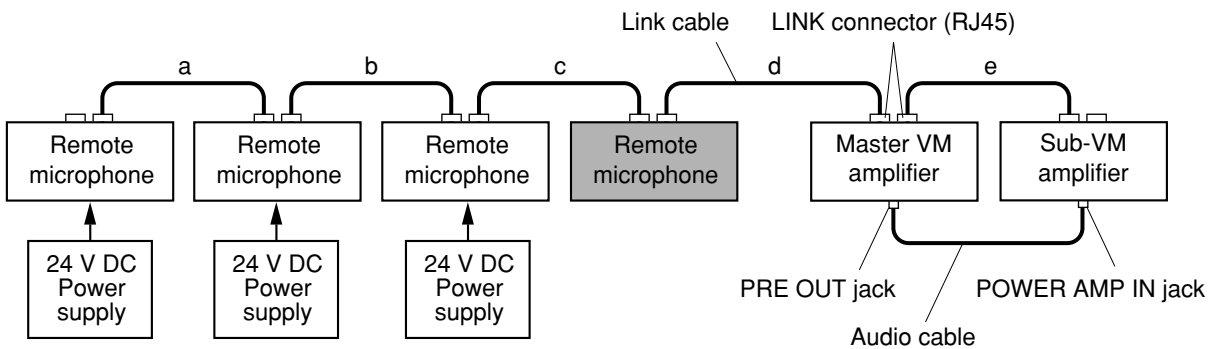 Link cable
LINK connector (RJ45)
a
b
c
d
e
Remote
microphone
Remote
microphone
Remote
microphone
Remote
microphone
Master VM
amplifier
Sub-VM
amplifier
24 V DC
Power
supply
24 V DC
Power
supply
24 V DC
Power
supply
PRE OUT jack
POWER AMP IN jack
Audio cable